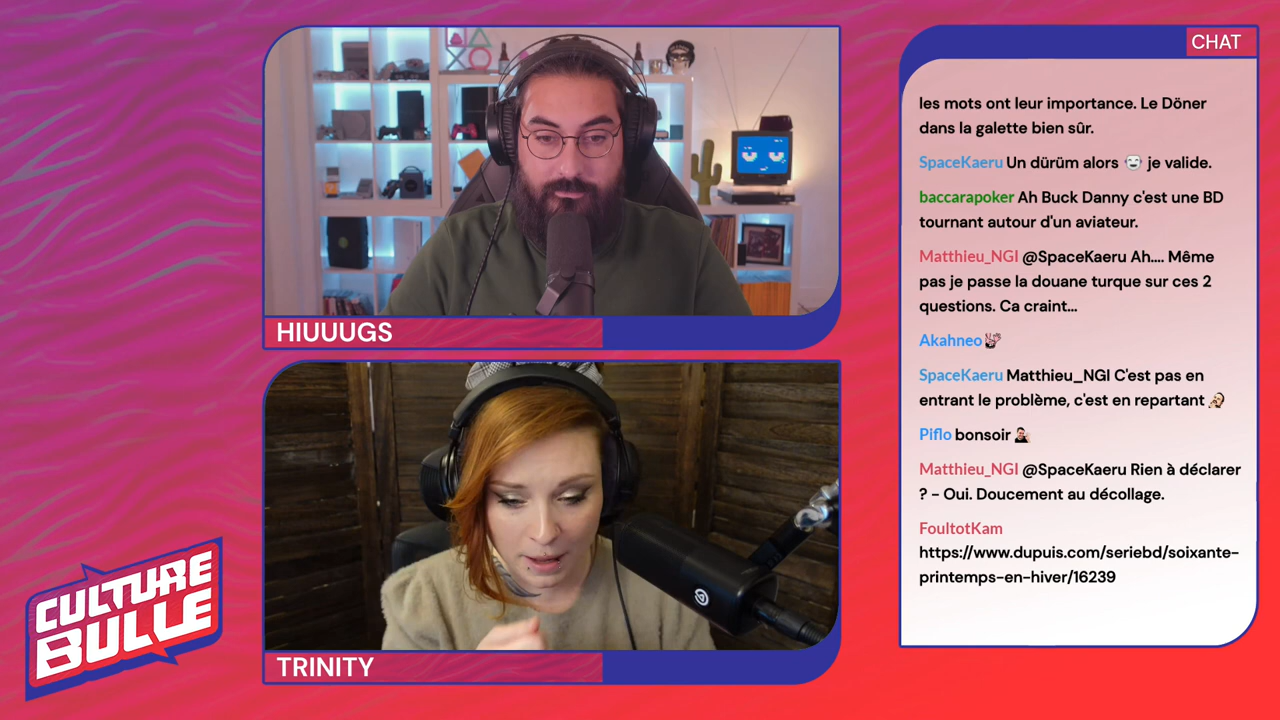 CHAT
les mots ont leur importance. Le Döner
dans la galette bien sûr.
SpaceKaeru Un dürüm alors je valide.
baccarapoker Ah Buck Danny c'est une BD
tournant autour d'un aviateur.
Matthieu_NGI @SpaceKaeru Ah.... Même
pas je passe la douane turque sur ces 2
questions. Ca craint...
Akahneo
SpaceKaeru Matthieu_NGI C'est pas en
entrant le problème, c'est en repartant
Piflo bonsoir
Matthieu_NGI @SpaceKaeru Rien à déclarer
? - Oui. Doucement au décollage.
FoultotKam
https://www.dupuis.com/seriebd/soixante-
printemps-en-hiver/16239
HIUUUGS
TRINITY
CULTURE
BULLE